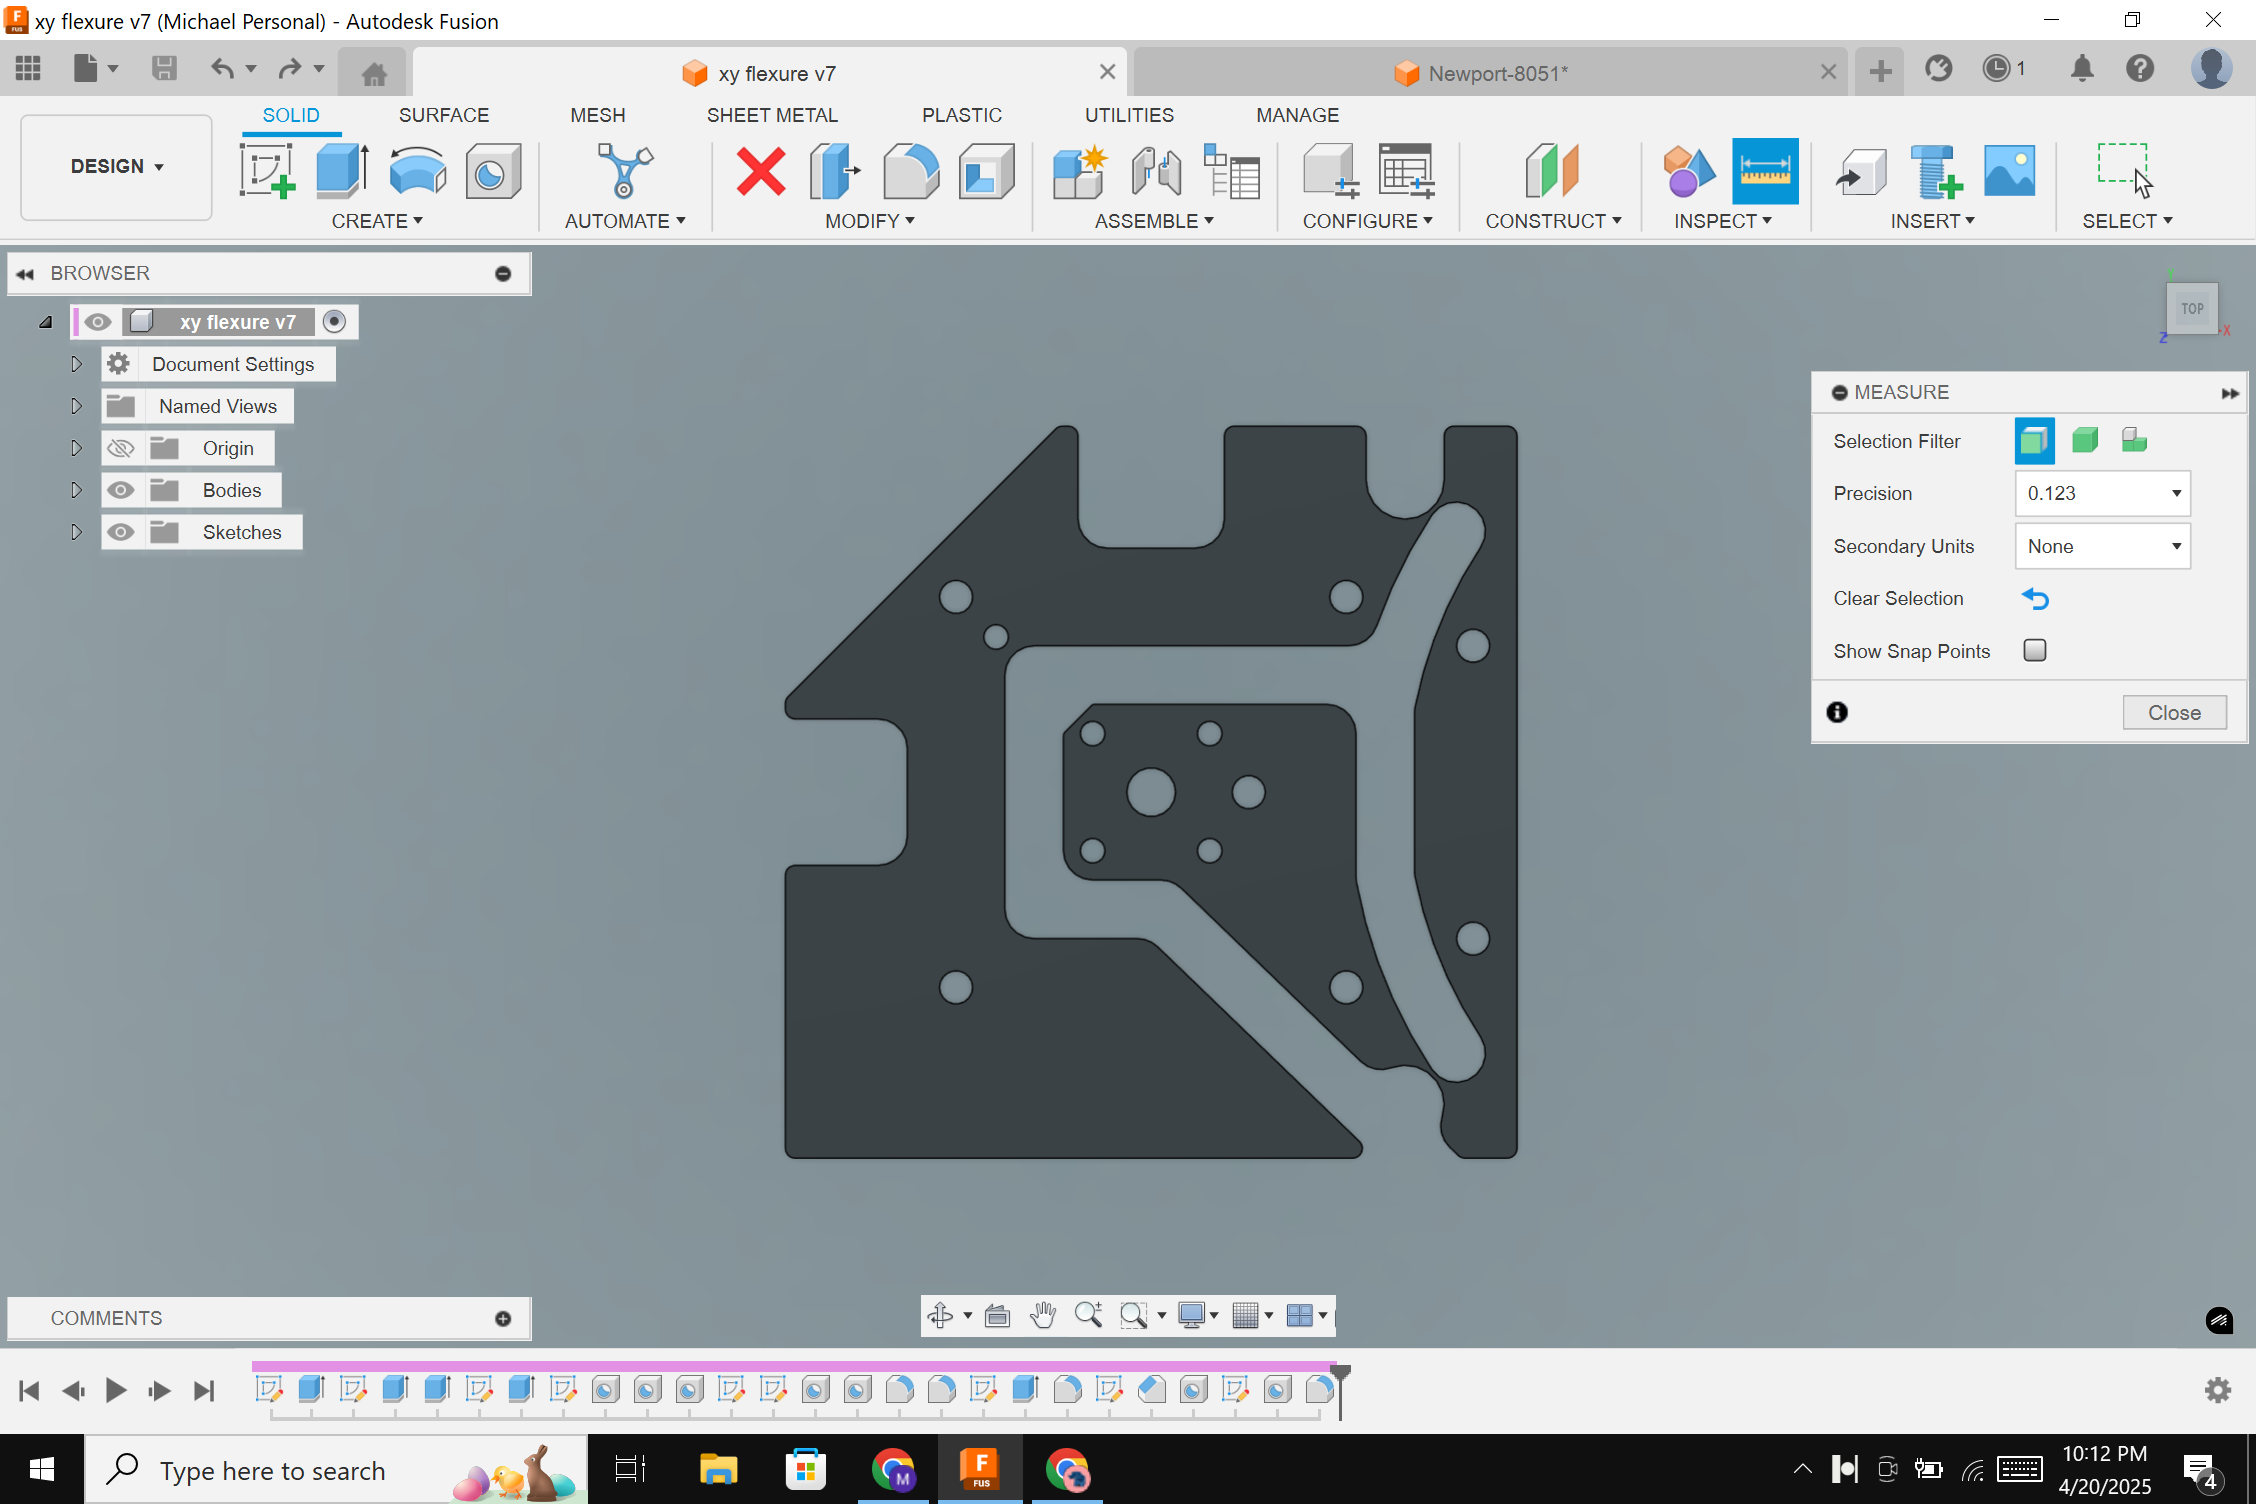 xy flexure v7 (Michael Personal) - Autodesk Fusion
xy flexure v7
Newport-8051*
1
SOLID
SURFACE
MESH
SHEET METAL
PLASTIC
UTILITIES
MANAGE
DESIGN
CREATE
AUTOMATE
MODIFY
ASSEMBLE
CONFIGURE
CONSTRUCT
INSPECT
INSERT
SELECT
BROWSER
xy flexure v7
Document Settings
Named Views
Origin
Bodies
Sketches
Y
TOP
X
Z
MEASURE
Selection Filter
Precision
0.123
Secondary Units
None
Clear Selection
Show Snap Points
Close
COMMENTS
Type here to search
M
F
FUS
10:12 PM
4/20/2025
4